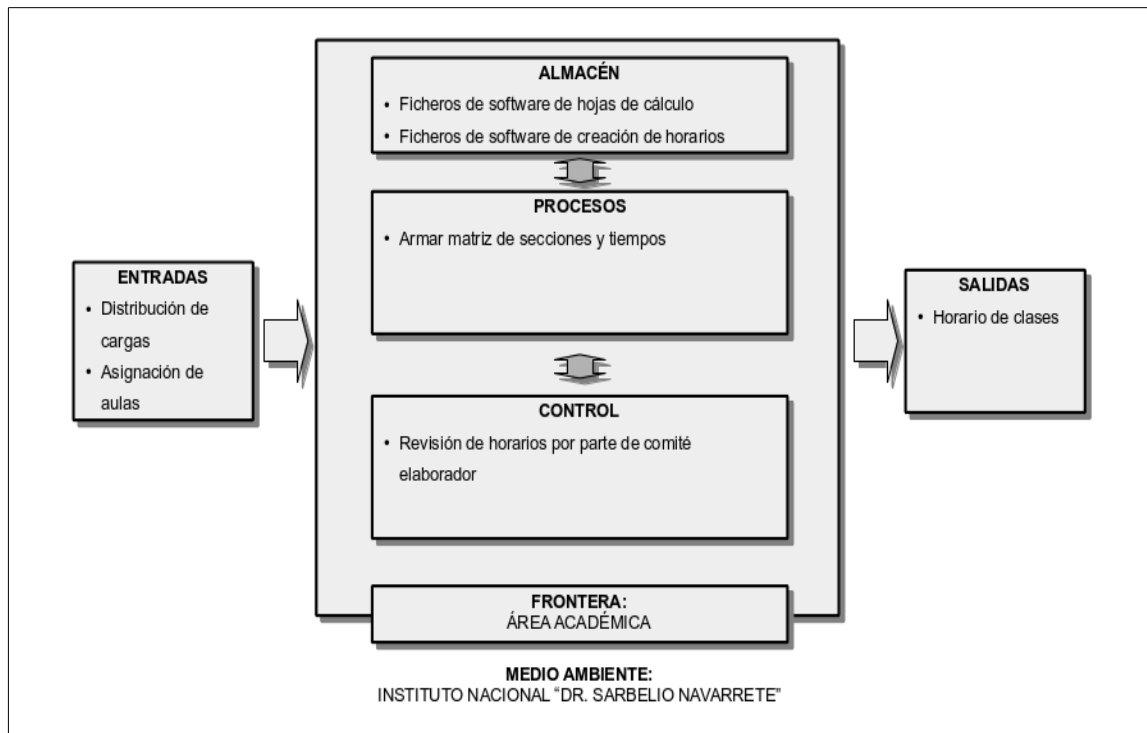 ALMACÉN
• Ficheros de software de hojas de cálculo
• Ficheros de software de creación de horarios
PROCESOS
• Armar matriz de secciones y tiempos
ENTRADAS
• Distribución de
cargas
• Asignación de
aulas
SALIDAS
• Horario de clases
CONTROL
• Revisión de horarios por parte de comité
elaborador
FRONTERA:
ÁREA ACADÉMICA
MEDIO AMBIENTE:
INSTITUTO NACIONAL “DR. SARBELIO NAVARRETE”